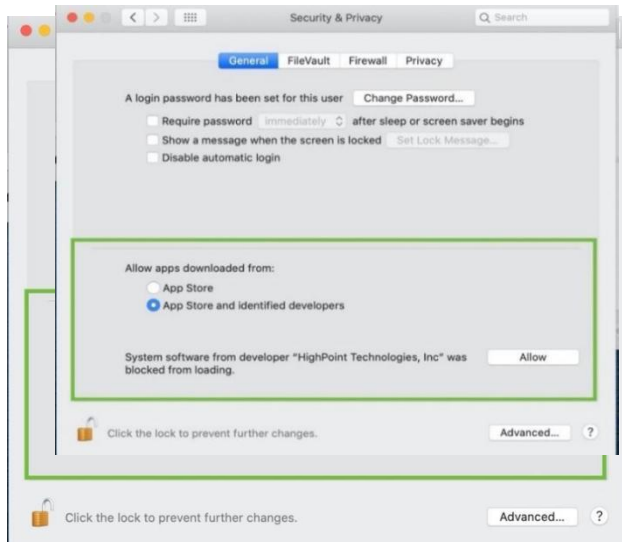 Security & Privacy
Search
General FileVault Firewall Privacy
A login password has been set for this user Change Password...
Require password immediately after sleep or screen saver begins
Show a message when the screen is locked Set Lock Message...
Disable automatic login
Allow apps downloaded from:
App Store
App Store and identified developers
System software from developer "HighPoint Technologies, Inc" was Allow
blocked from loading.
Click the lock to prevent further changes. Advanced... ?
Click the lock to prevent further changes. Advanced... ?